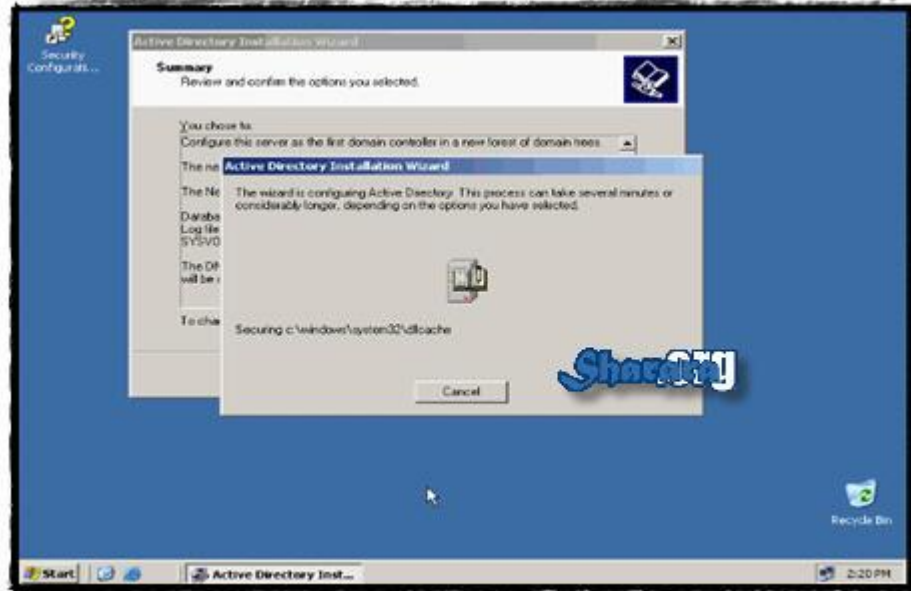 Security
Configurati...
Active Directory Installation Wizard
Summary
Review and confirm the options you selected.
You chose to:
Configure this server as the first domain controller in a new forest of domain trees.
The ne
The Ne
Databa
Log file
SYSVO
The DN
will be
To cha
Active Directory Installation Wizard
The wizard is configuring Active Directory. This process can take several minutes or
considerably longer, depending on the options you have selected.
Securing c:\windows\system32\dllcache
Cancel
Recycle Bin
Start
Active Directory Inst...
2:20 PM